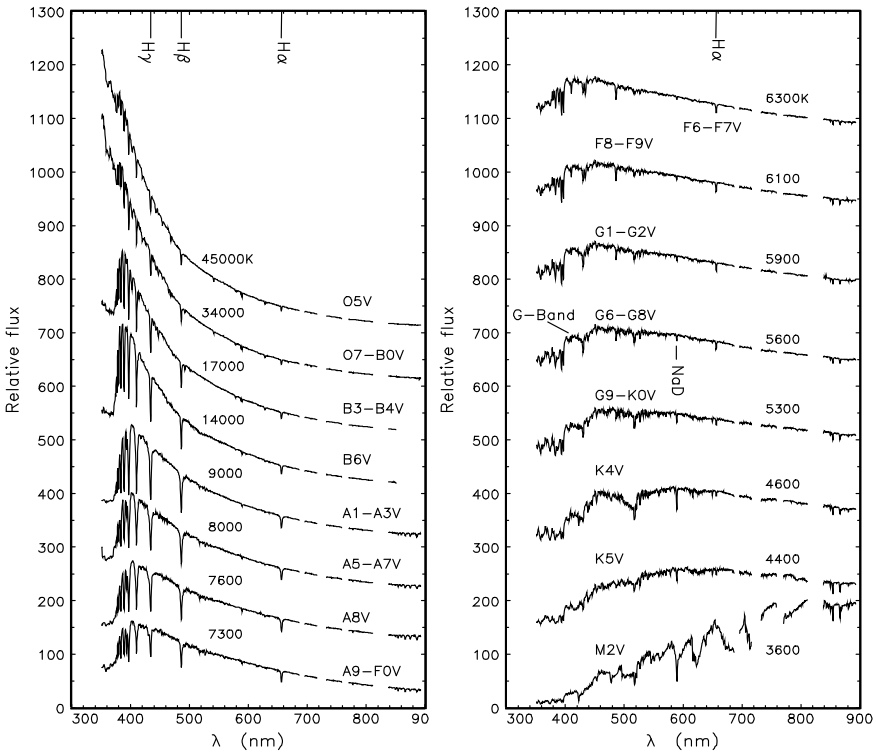 1300
1200
1100
1000
900
800
700
600
500
400
300
200
100
0
Relative flux
Hγ
Hβ
Hα
45000K
O5V
34000
O7−B0V
17000
B3−B4V
14000
B6V
9000
A1−A3V
8000
A5−A7V
7600
A8V
7300
A9−F0V
300 400 500 600 700 800 90
λ (nm)
1300
1200
1100
1000
900
800
700
600
500
400
300
200
100
0
Relative flux
Hα
6300K
F6−F7V
F8−F9V
6100
G1−G2V
5900
G−Band
G6−G8V
5600
NaD
G9−K0V
5300
K4V
4600
K5V
4400
M2V
3600
300 400 500 600 700 800 900
λ (nm)